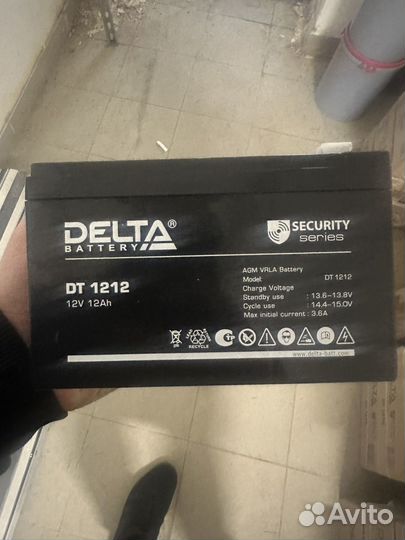 DELTA®
BATTERY
SECURITY
series
DT 1212
12V 12Ah
AGM VRLA Battery
Model: DT 1212
Charge Voltage
Standby use : 13.6–13.8V
Cycle use : 14.4–15.0V
Max initial current : 3.6A
Pb
RECYCLE
www.delta-batt.com
Avito